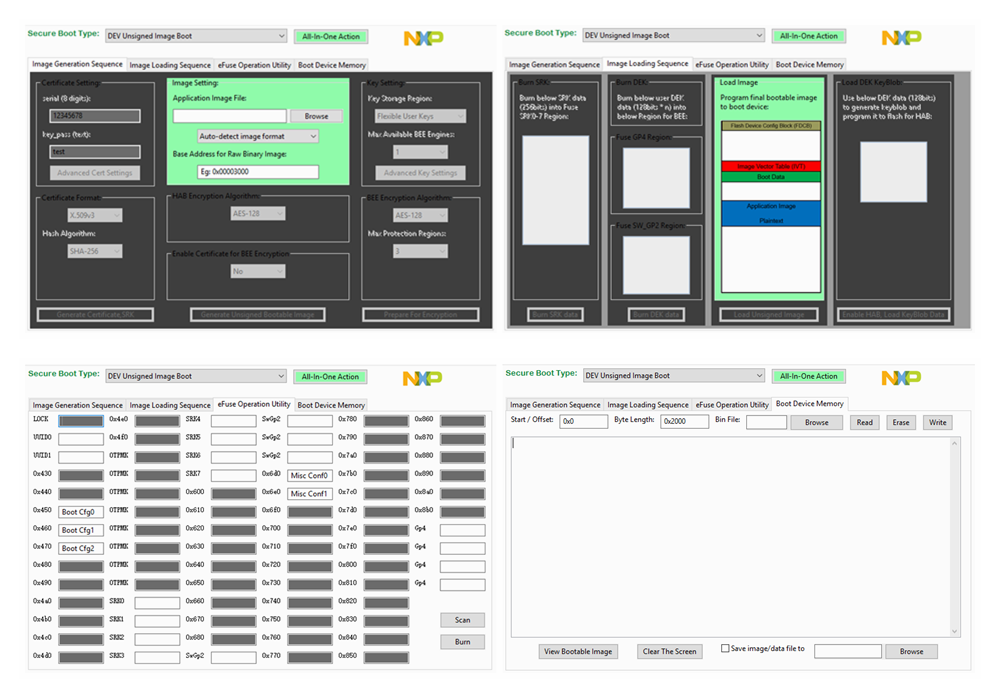 Secure Boot Type: DEV Unsigned Image Boot All-In-One Action NXP
Image Generation Sequence Image Loading Sequence eFuse Operation Utility Boot Device Memory
Certificate Setting:
serial (8 digits):
12345678
key_pass (text):
test
Advanced Cert Settings
Certificate Format:
X.509v3
Hash Algorithm:
SHA-256
Generate Certificate,SRK
Image Setting:
Application Image File:
Browse
Auto-detect image format
Base Address for Raw Binary Image:
Eg: 0x00003000
HAB Encryption Algorithm:
AES-128
Enable Certificate for BEE Encryption
No
Generate Unsigned Bootable Image
Key Setting:
Key Storage Region:
Flexible User Keys
Max Available BEE Engines:
1
Advanced Key Settings
BEE Encryption Algorithm:
AES-128
Max Protection Regions:
3
Prepare For Encryption
Secure Boot Type: DEV Unsigned Image Boot All-In-One Action NXP
Image Generation Sequence Image Loading Sequence eFuse Operation Utility Boot Device Memory
Burn SRK:
Burn below SRK data
(256bits) into Fuse
SRK0-7 Region:
Burn SRK data
Burn DEK:
Burn below user DEK
data (128bits * n) into
below Region for BEE:
Fuse GP4 Region:
Fuse SW_GP2 Region:
Burn DEK data
Load Image
Program final bootable image
to boot device:
Flash Device Config Block (FDCB)
Image Vector Table (IVT)
Boot Data
Application Image
Plaintext
Load Unsigned Image
Load DEK KeyBlob:
Use below DEK data (128bits)
to generate keyblob and
program it to flash for HAB:
Enable HAB, Load KeyBlob Data
Secure Boot Type: DEV Unsigned Image Boot All-In-One Action NXP
Image Generation Sequence Image Loading Sequence eFuse Operation Utility Boot Device Memory
LOCK 0x4e0 SRK4 SwGp2 0x780 0x860
UUID0 0x4f0 SRK5 SwGp2 0x790 0x870
UUID1 OTPMK SRK6 SwGp2 0x7a0 0x880
0x430 OTPMK SRK7 0x6d0 Misc Conf0 0x7b0 0x890
0x440 OTPMK 0x600 0x6e0 Misc Conf1 0x7c0 0x8a0
0x450 Boot Cfg0 OTPMK 0x610 0x6f0 0x7d0 0x8b0
0x460 Boot Cfg1 OTPMK 0x620 0x700 0x7e0 Gp4
0x470 Boot Cfg2 OTPMK 0x630 0x710 0x7f0 Gp4
0x480 OTPMK 0x640 0x720 0x800 Gp4
0x490 OTPMK 0x650 0x730 0x810 Gp4
0x4a0 SRK0 0x660 0x740 0x820
0x4b0 SRK1 0x670 0x750 0x830 Scan
0x4c0 SRK2 0x680 0x760 0x840 Burn
0x4d0 SRK3 SwGp2 0x770 0x850
Secure Boot Type: DEV Unsigned Image Boot All-In-One Action NXP
Image Generation Sequence Image Loading Sequence eFuse Operation Utility Boot Device Memory
Start / Offset: 0x0 Byte Length: 0x2000 Bin File: Browse Read Erase Write
View Bootable Image Clear The Screen Save image/data file to Browse